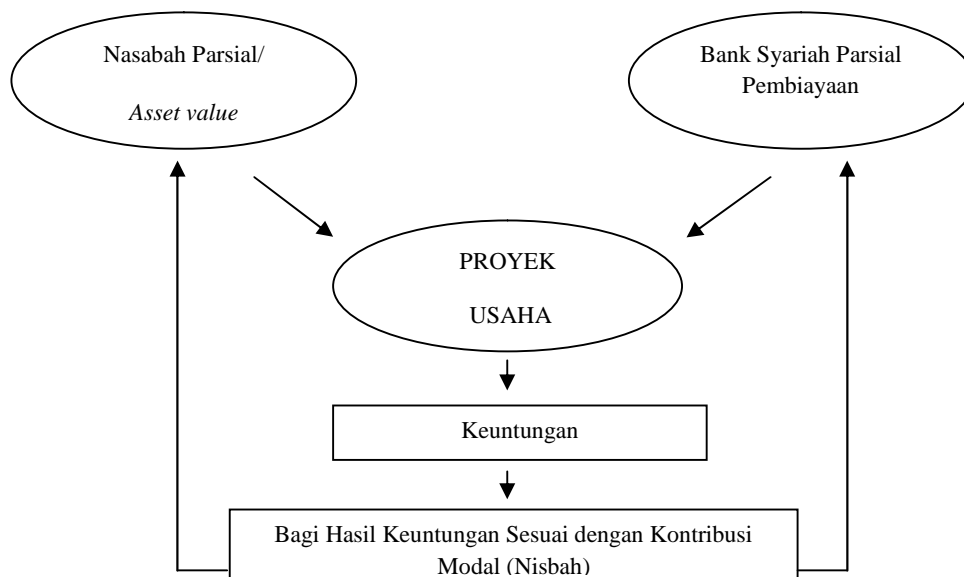 Nasabah Parsial/
Asset value
Bank Syariah Parsial
Pembiayaan
PROYEK
USAHA
Keuntungan
Bagi Hasil Keuntungan Sesuai dengan Kontribusi
Modal (Nisbah)